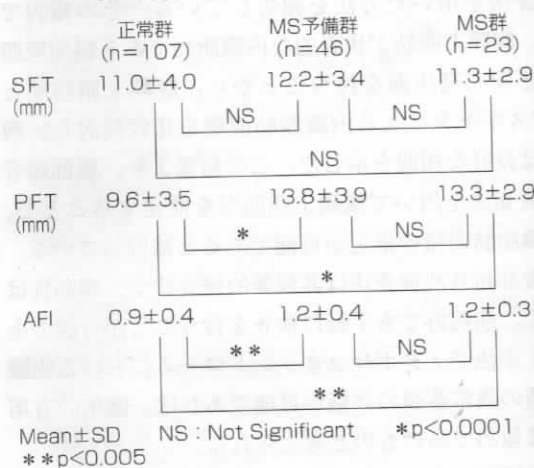 正常群 MS予備群 MS群
(n=107) (n=46) (n=23)
SFT 11.0±4.0 12.2±3.4 11.3±2.9
(mm)
NS NS
NS
PFT 9.6±3.5 13.8±3.9 13.3±2.9
(mm)
* NS
*
AFI 0.9±0.4 1.2±0.4 1.2±0.3
** NS
**
Mean±SD NS : Not Significant *p<0.0001
**p<0.005